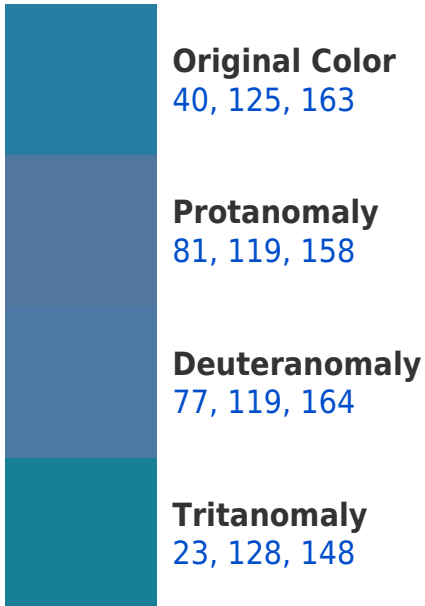 Original Color
40, 125, 163
Protanomaly
81, 119, 158
Deuteranomaly
77, 119, 164
Tritanomaly
23, 128, 148